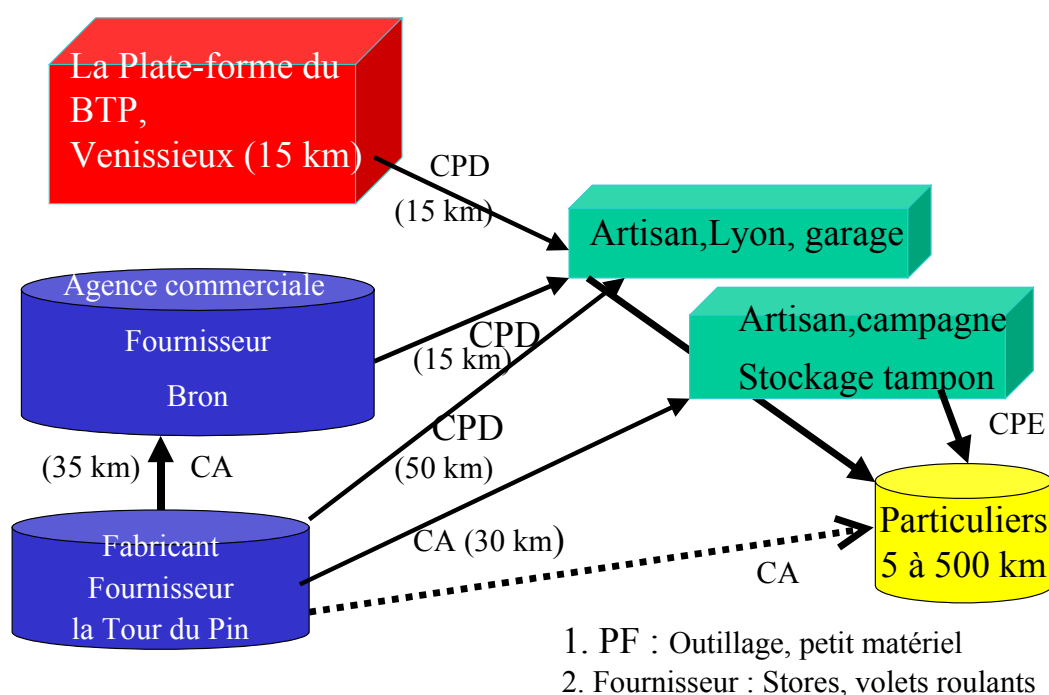 La Plate-forme du
BTP,
Venissieux (15 km)
CPD
(15 km)
Artisan,Lyon, garage
Agence commerciale
Fournisseur
Bron
CPD
(15 km)
Artisan,campagne
Stockage tampon
CPE
CPD
(50 km)
(35 km)
CA
Particuliers
5 à 500 km
Fabricant
Fournisseur
la Tour du Pin
CA (30 km)
CA
1. PF : Outillage, petit matériel
2. Fournisseur : Stores, volets roulants